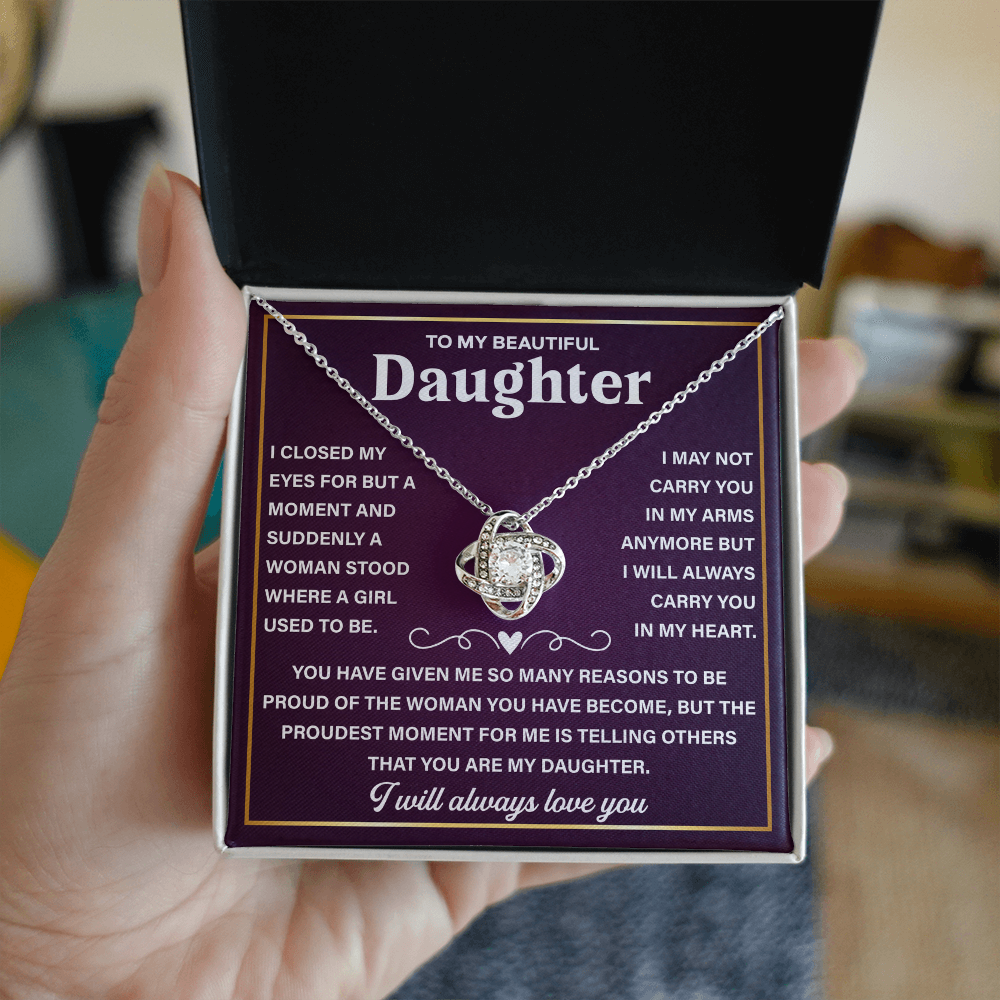 TO MY BEAUTIFUL
Daughter
I CLOSED MY
EYES FOR BUT A
MOMENT AND
SUDDENLY A
WOMAN STOOD
WHERE A GIRL
USED TO BE.
I MAY NOT
CARRY YOU
IN MY ARMS
ANYMORE BUT
I WILL ALWAYS
CARRY YOU
IN MY HEART.
YOU HAVE GIVEN ME SO MANY REASONS TO BE
PROUD OF THE WOMAN YOU HAVE BECOME, BUT THE
PROUDEST MOMENT FOR ME IS TELLING OTHERS
THAT YOU ARE MY DAUGHTER.
I will always love you